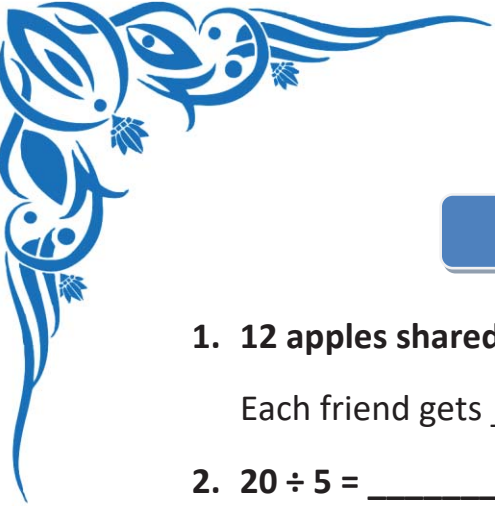 1. 12 apples shared
Each friend gets _
2. 20 ÷ 5 = ________